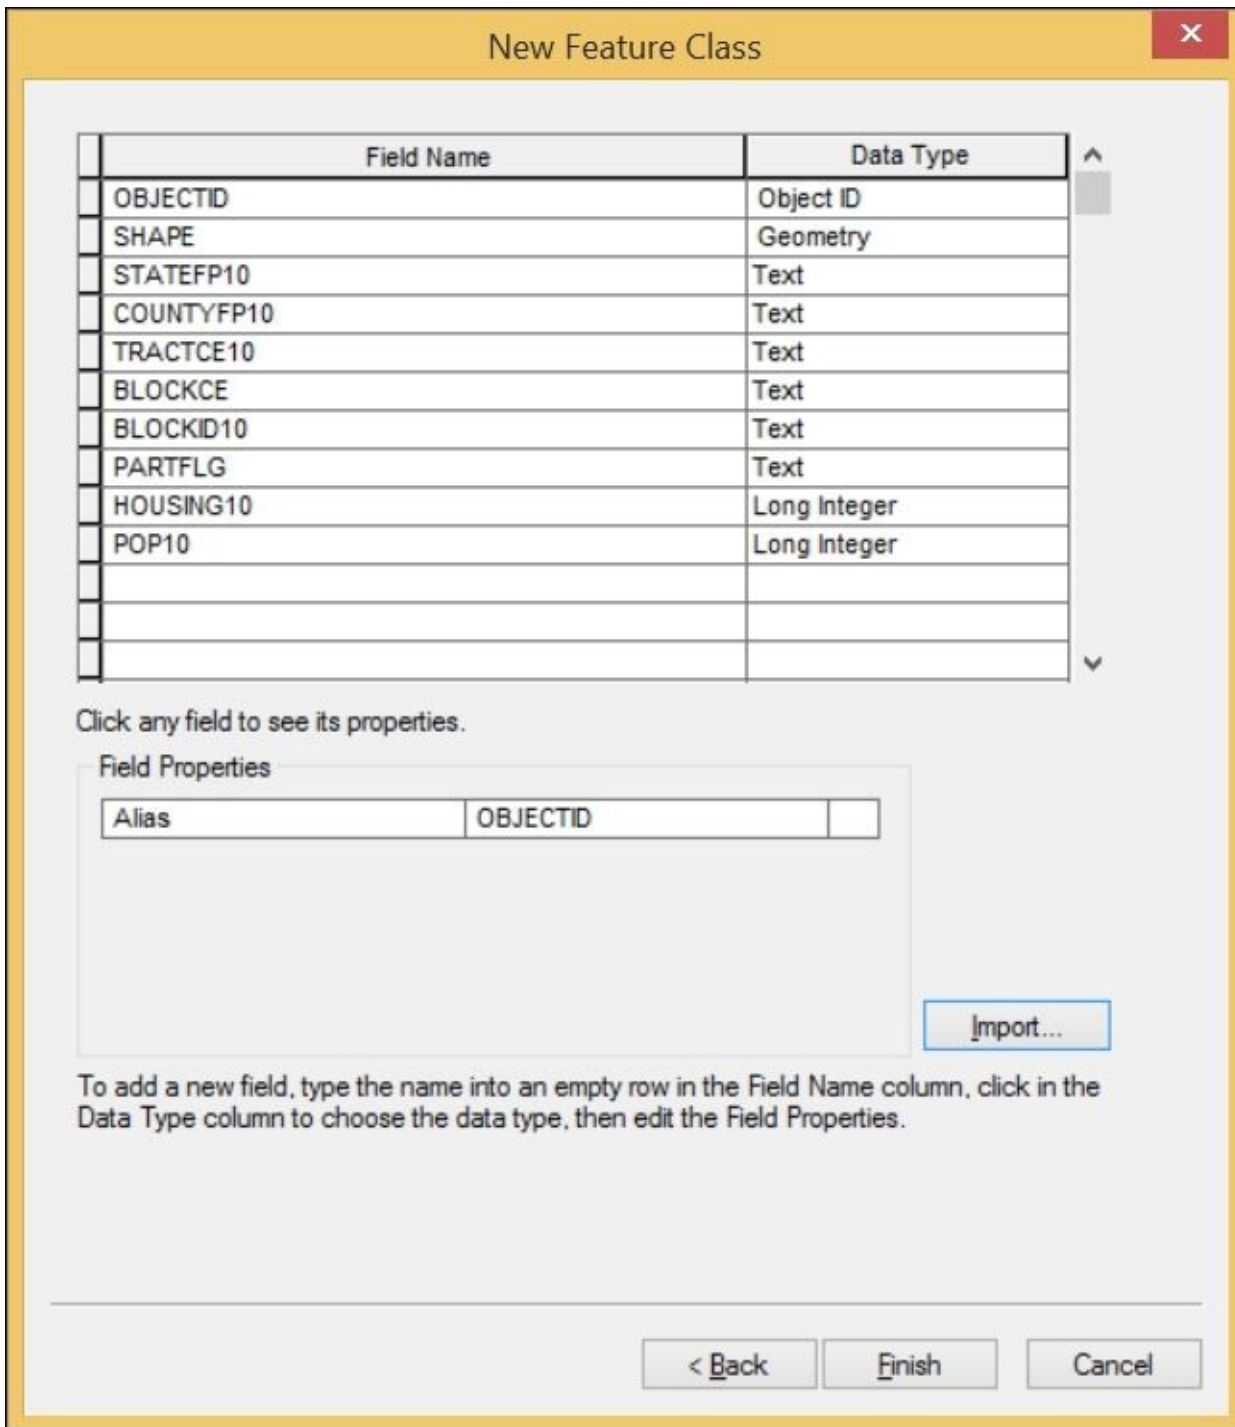 New Feature Class
Field Name Data Type
OBJECTID Object ID
SHAPE Geometry
STATEFP10 Text
COUNTYFP10 Text
TRACTCE10 Text
BLOCKCE Text
BLOCKID10 Text
PARTFLG Text
HOUSING10 Long Integer
POP10 Long Integer
Click any field to see its properties.
Field Properties
Alias OBJECTID
Import...
To add a new field, type the name into an empty row in the Field Name column, click in the
Data Type column to choose the data type, then edit the Field Properties.
< Back Finish Cancel